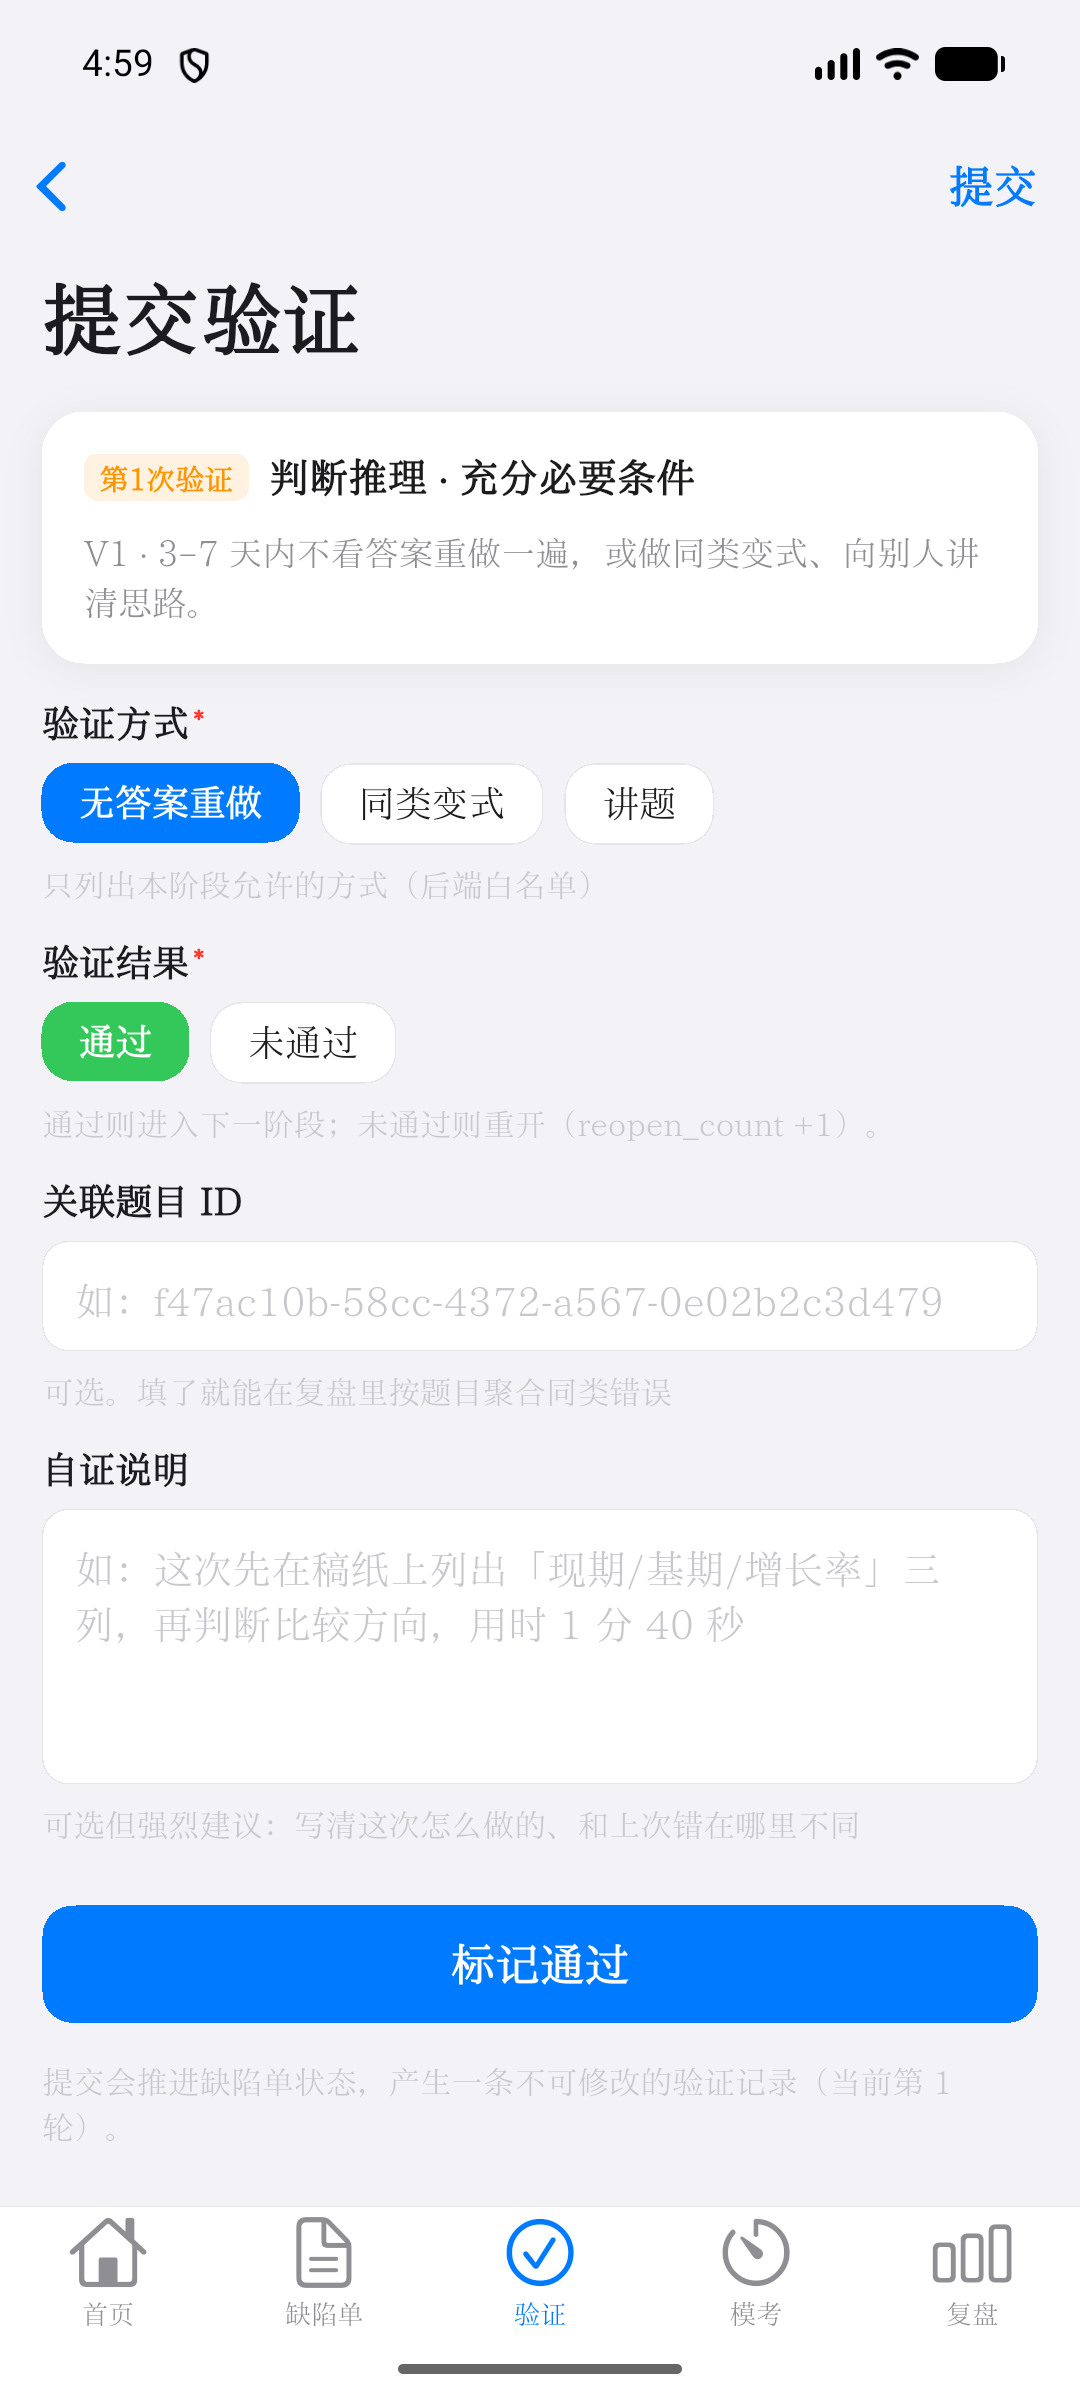 4:59
提交
提交验证
第1次验证 判断推理 · 充分必要条件
V1 · 3–7 天内不看答案重做一遍，或做同类变式、向别人讲
清思路。
验证方式*
无答案重做 同类变式 讲题
只列出本阶段允许的方式（后端白名单）
验证结果*
通过 未通过
通过则进入下一阶段；未通过则重开（reopen_count +1）。
关联题目 ID
如：f47ac10b-58cc-4372-a567-0e02b2c3d479
可选。填了就能在复盘里按题目聚合同类错误
自证说明
如：这次先在稿纸上列出「现期/基期/增长率」三
列，再判断比较方向，用时 1 分 40 秒
可选但强烈建议：写清这次怎么做的、和上次错在哪里不同
标记通过
提交会推进缺陷单状态，产生一条不可修改的验证记录（当前第 1
轮）。
首页 缺陷单 验证 模考 复盘